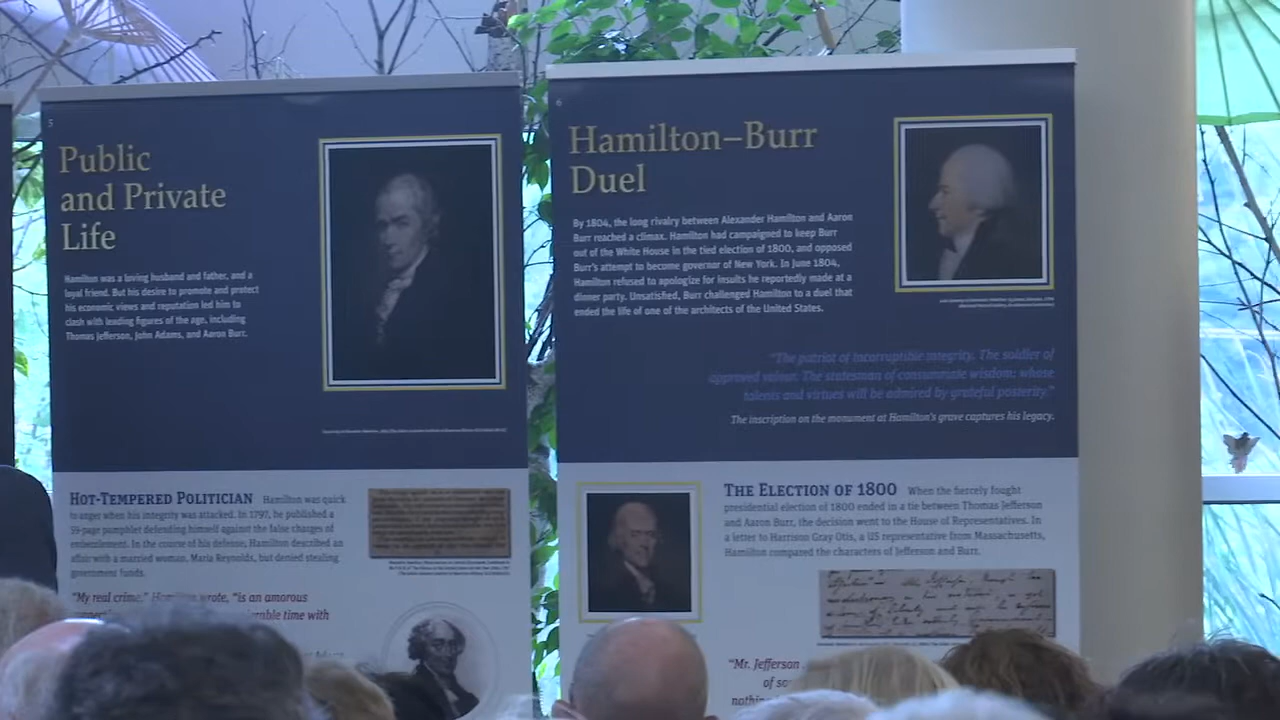 5
Public
and Private
Life
Hamilton was a loving husband and father, and a
loyal friend. But his desire to promote and protect
his economic views and reputation led him to
clash with leading figures of the age, including
Thomas Jefferson, John Adams, and Aaron Burr.
HOT-TEMPERED POLITICIAN Hamilton was quick
to anger when his integrity was attacked. In 1797, he published a
pamphlet defending himself against the false charges of
embezzlement. In the course of his defense, Hamilton described an
affair with a married woman, Maria Reynolds, but denied stealing
government funds.
"My real crime," Hamilton wrote, "is an amorous
time with
6
Hamilton–Burr
Duel
By 1804, the long rivalry between Alexander Hamilton and Aaron
Burr reached a climax. Hamilton had campaigned to keep Burr
out of the White House in the tied election of 1800, and opposed
Burr's attempt to become governor of New York. In June 1804,
Hamilton refused to apologize for insults he reportedly made at a
dinner party. Unsatisfied, Burr challenged Hamilton to a duel that
ended the life of one of the architects of the United States.
"The patriot of incorruptible integrity. The soldier of
approved valour. The statesman of consummate wisdom; whose
talents and virtues will be admired by grateful posterity."
The inscription on the monument at Hamilton's grave captures his legacy.
THE ELECTION OF 1800 When the fiercely fought
presidential election of 1800 ended in a tie between Thomas Jefferson
and Aaron Burr, the decision went to the House of Representatives. In
a letter to Harrison Gray Otis, a US representative from Massachusetts,
Hamilton compared the characters of Jefferson and Burr.
"Mr. Jefferson
of